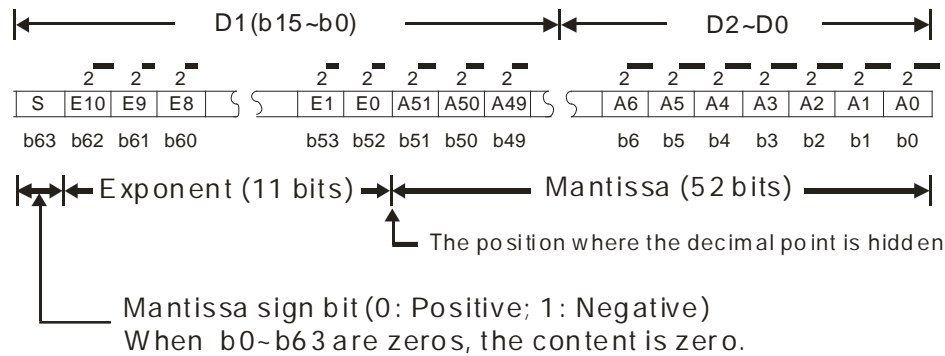 D1(b15~b0) D2~D0
2 2 2 2 2 2 2 2 2 2 2 2 2 2 2
S E10 E9 E8 E1 E0 A51 A50 A49 A6 A5 A4 A3 A2 A1 A0
b63 b62 b61 b60 b53 b52 b51 b50 b49 b6 b5 b4 b3 b2 b1 b0
Exponent (11 bits) Mantissa (52 bits)
The position where the decimal point is hidden
Mantissa sign bit (0: Positive; 1: Negative)
When b0~b63 are zeros, the content is zero.